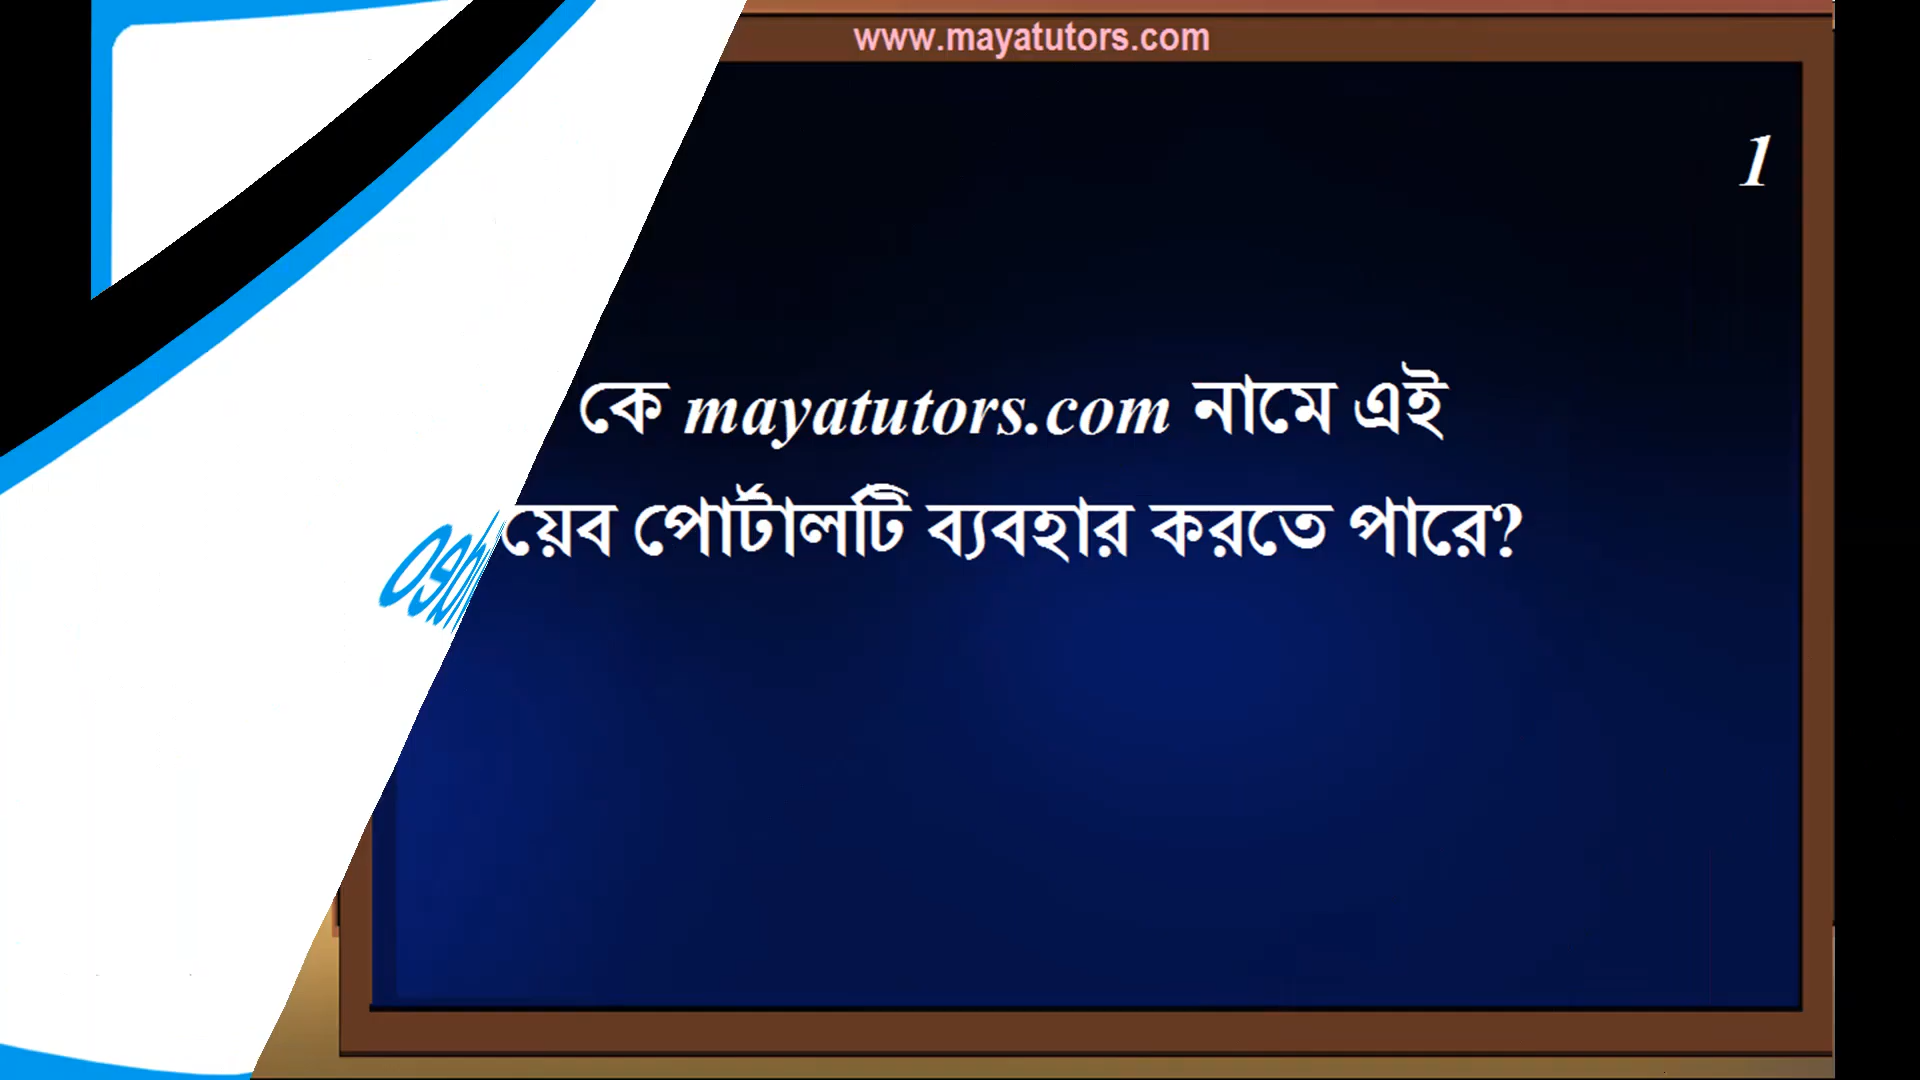 www.mayatutors.com
1
কে mayatutors.com নামে এই
য়েব পোর্টালটি ব্যবহার করতে পারে?